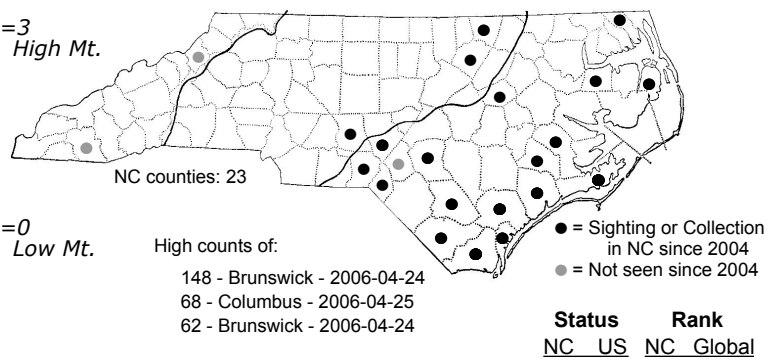 =3
High Mt.
NC counties: 23
=0
Low Mt.
High counts of:
148 - Brunswick - 2006-04-24
68 - Columbus - 2006-04-25
62 - Brunswick - 2006-04-24
= Sighting or Collection
in NC since 2004
= Not seen since 2004
Status Rank
NC US NC Global